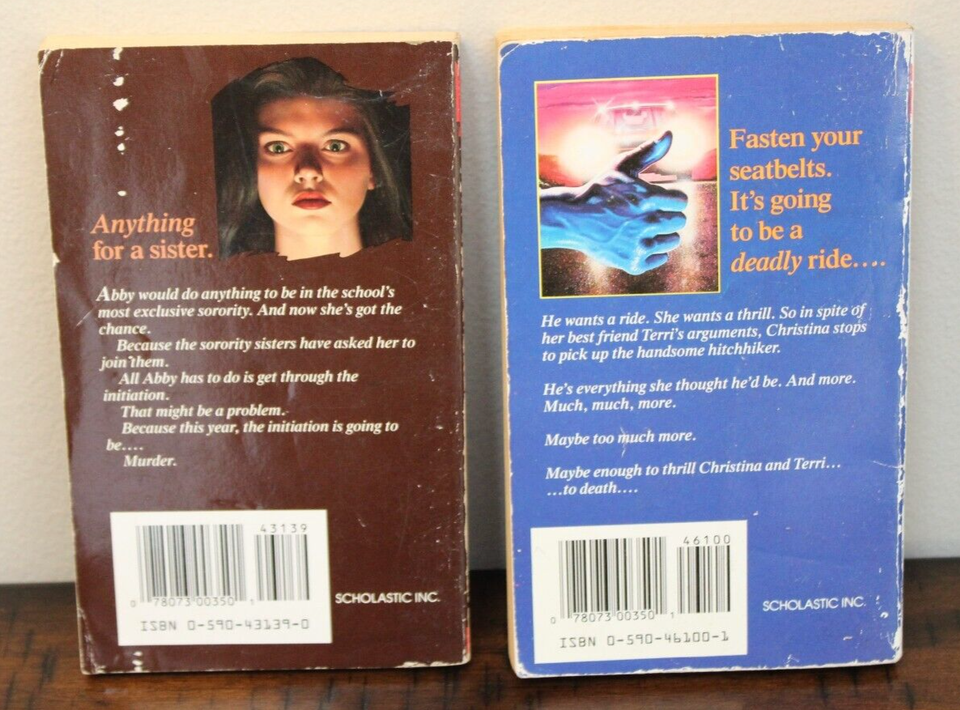 Anything
for a sister.
Abby would do anything to be in the school's
most exclusive sorority. And now she's got the
chance.
Because the sorority sisters have asked her to
join them.
All Abby has to do is get through the
initiation.
That might be a problem.
Because this year, the initiation is going to
be....
Murder.
43139
0 78073 00350 1
ISBN 0-590-43139-0
SCHOLASTIC INC.
Fasten your
seatbelts.
It's going
to be a
deadly ride....
He wants a ride. She wants a thrill. So in spite of
her best friend Terri's arguments, Christina stops
to pick up the handsome hitchhiker.
He's everything she thought he'd be. And more.
Much, much, more.
Maybe too much more.
Maybe enough to thrill Christina and Terri...
...to death....
46100
0 78073 00350 1
ISBN 0-590-46100-1
SCHOLASTIC INC.